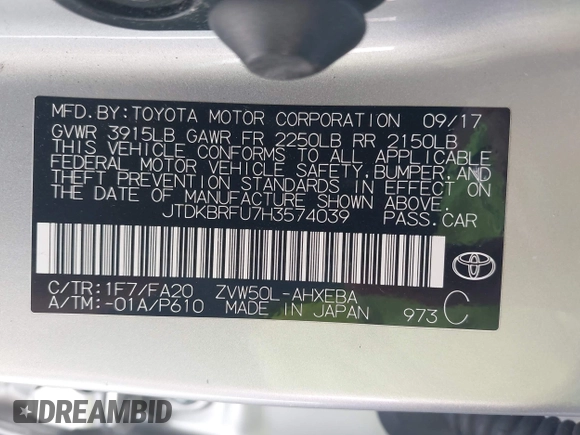 MFD.BY:TOYOTA MOTOR CORPORATION 09/17
GVWR 3915LB GAWR FR 2250LB RR 2150LB
THIS VEHICLE CONFORMS TO ALL APPLICABLE
FEDERAL MOTOR VEHICLE SAFETY,BUMPER,AND
THEFT PREVENTION STANDARDS IN EFFECT ON
THE DATE OF MANUFACTURE SHOWN ABOVE.
JTDKBRFU7H3574039 PASS.CAR
C/TR:1F7/FA20 ZVW50L-AHXEBA
A/TM:-01A/P610 MADE IN JAPAN 973 C
DREAMBID